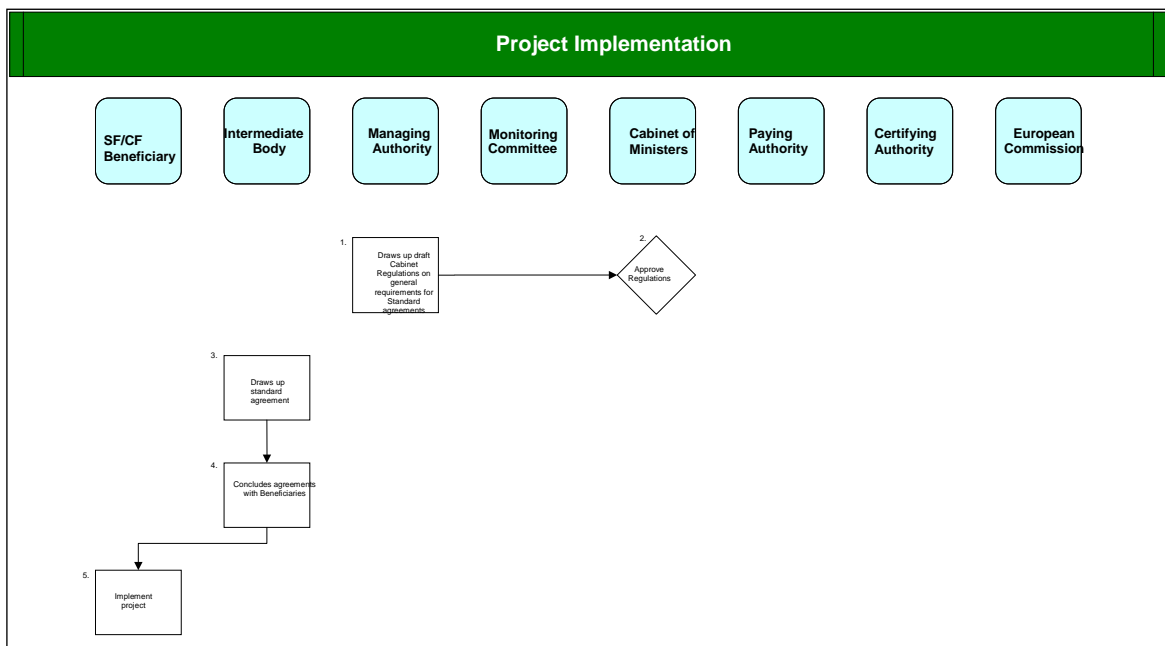 Project Implementation
SF/CF
Beneficiary
Intermediate
Body
Managing
Authority
Monitoring
Committee
Cabinet of
Ministers
Paying
Authority
Certifying
Authority
European
Commission
1.
Draws up draft
Cabinet
Regulations on
general
requirements for
Standard
agreements
2.
Approve
Regulations
3.
Draws up
standard
agreement
4.
Concludes agreements
with Beneficiaries
5.
Implement
project